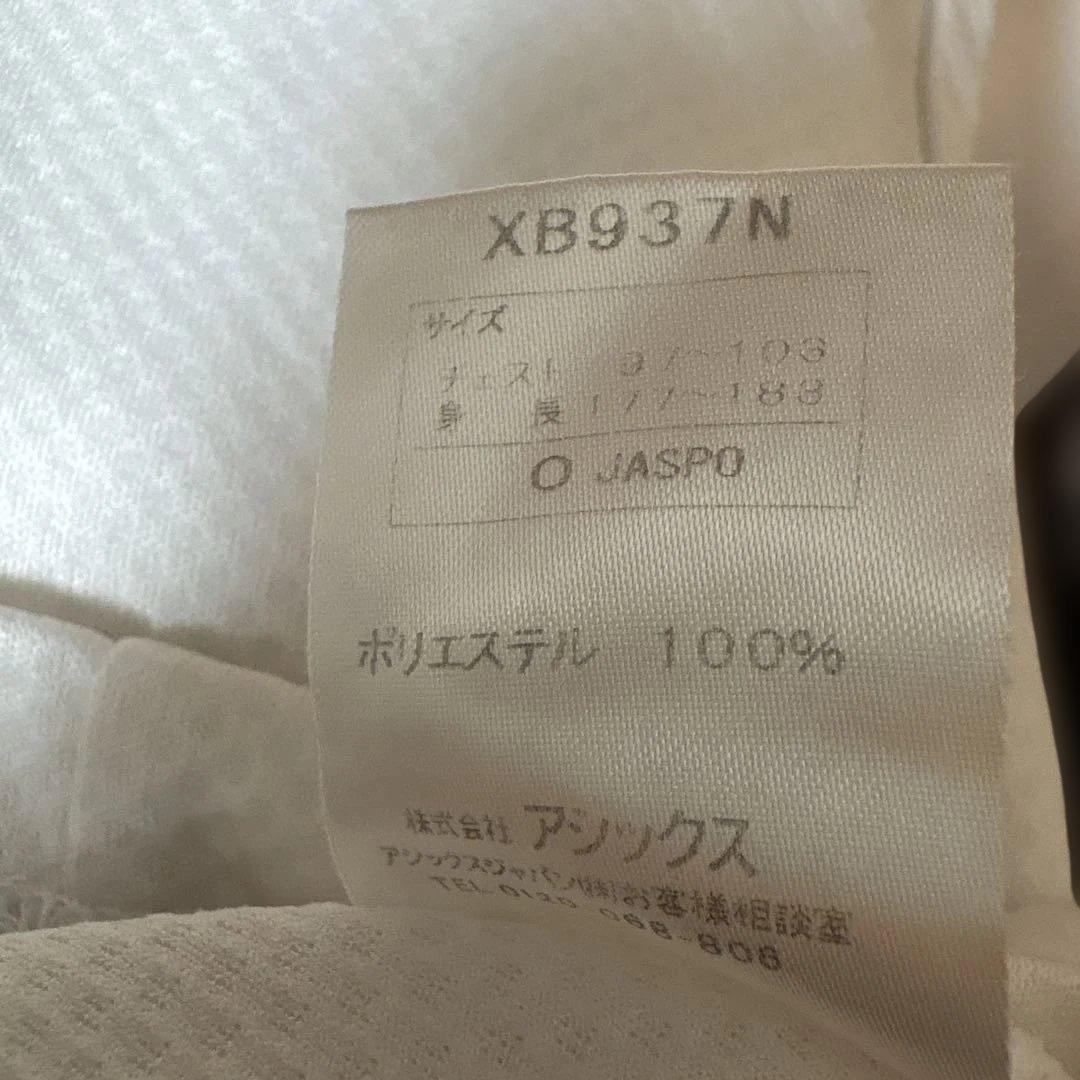 XB937N
サイズ
チェスト 97～103
身 長 177～183
O JASPO
ポリエステル 100%
株式会社 アシックス
アシックスジャパン(株)お客様相談室
TEL 0120-068-806